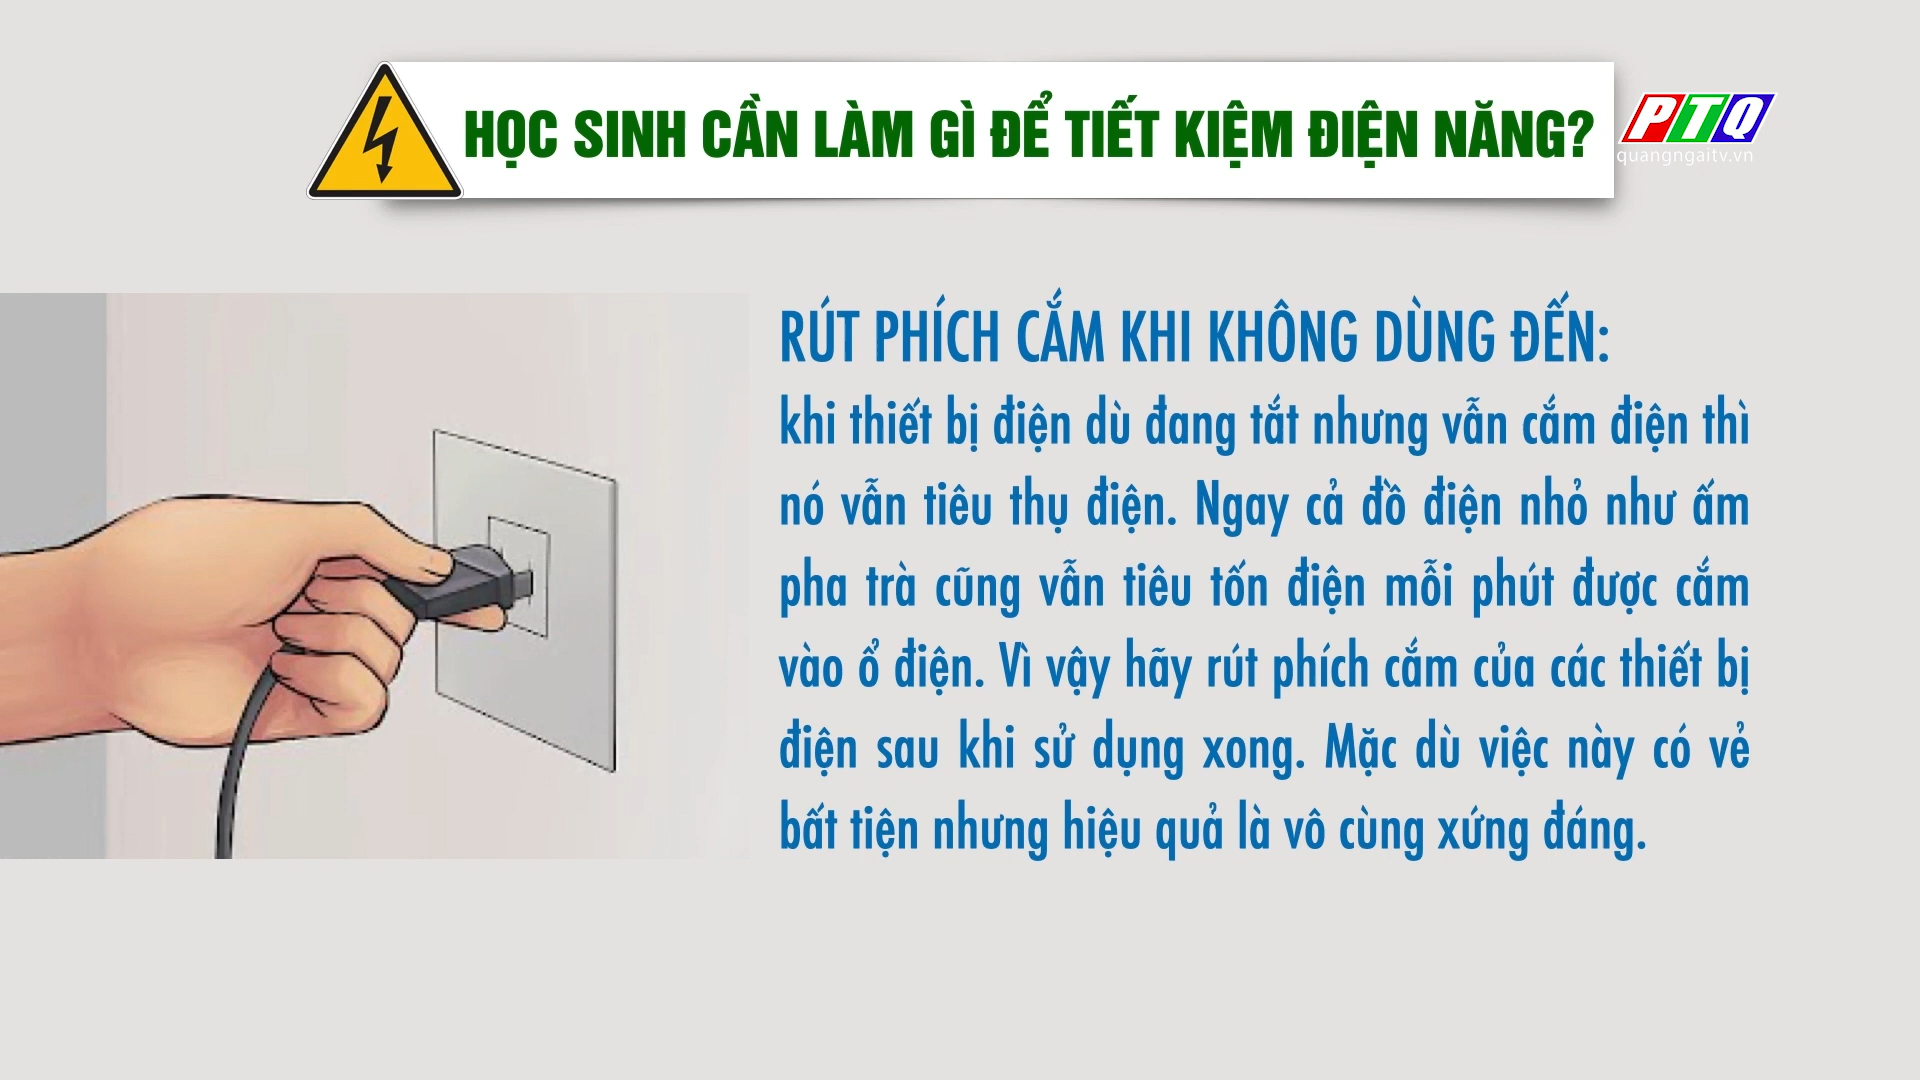 HỌC SINH CẦN LÀM GÌ ĐỂ TIẾT KIỆM ĐIỆN NĂNG?
PTQ
quangngaitv.vn
RÚT PHÍCH CẮM KHI KHÔNG DÙNG ĐẾN:
khi thiết bị điện dù đang tắt nhưng vẫn cắm điện thì
nó vẫn tiêu thụ điện. Ngay cả đồ điện nhỏ như ấm
pha trà cũng vẫn tiêu tốn điện mỗi phút được cắm
vào ổ điện. Vì vậy hãy rút phích cắm của các thiết bị
điện sau khi sử dụng xong. Mặc dù việc này có vẻ
bất tiện nhưng hiệu quả là vô cùng xứng đáng.